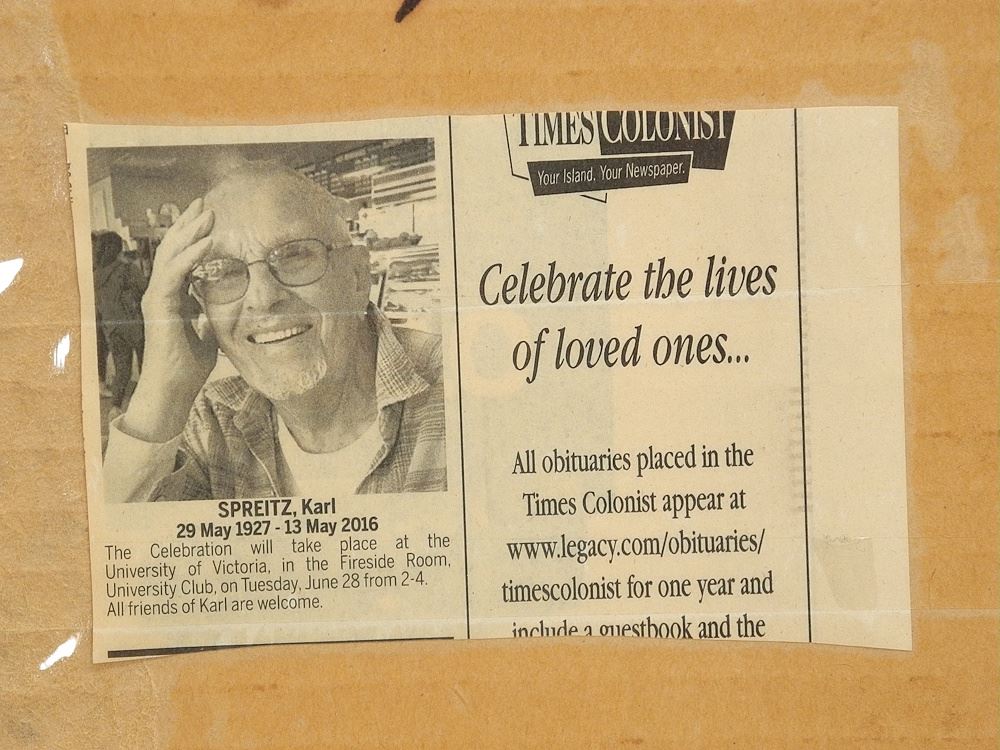 SPREITZ, Karl
29 May 1927 - 13 May 2016
The Celebration will take place at the
University of Victoria, in the Fireside Room,
University Club, on Tuesday, June 28 from 2-4.
All friends of Karl are welcome.
TIMES COLONIST
Your Island. Your Newspaper.
Celebrate the lives
of loved ones...
All obituaries placed in the
Times Colonist appear at
www.legacy.com/obituaries/
timescolonist for one year and
include a guestbook and the